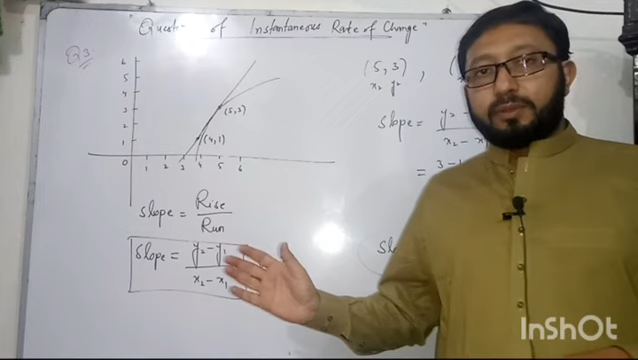 "Question of Instantaneous Rate of Change"
Q3
6
5
4
3
2
1
0
1 2 3 4 5 6
(5,3)
(4,1)
Slope = Rise
Run
Slope = y2 - y1
x2 - x1
(5, 3) , (
x2 y2
Slope = y2 -
x2 - x
= 3 - 1
InShOt